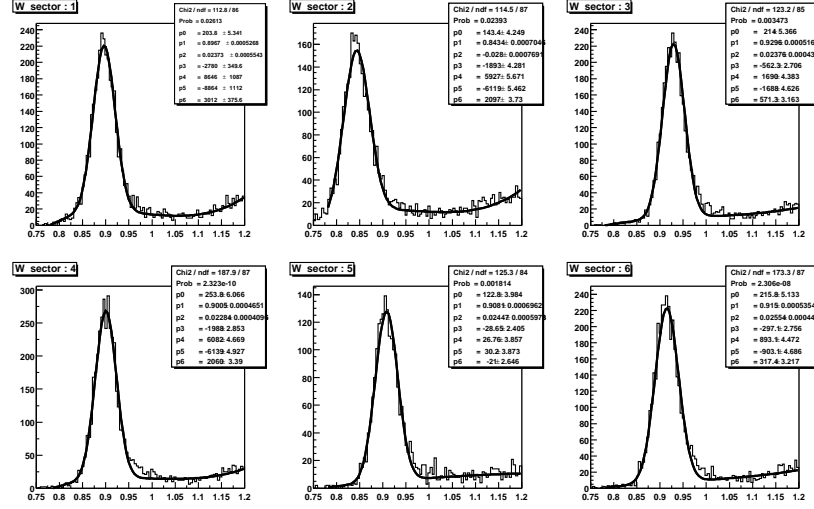 W sector : 1
Chi2 / ndf = 112.8 / 86
Prob = 0.02613
p0 = 203.8 ± 5.341
p1 = 0.8967 ± 0.0005268
p2 = 0.02373 ± 0.0005543
p3 = -2780 ± 349.6
p4 = 8646 ± 1087
p5 = -8864 ± 1112
p6 = 3012 ± 375.6
240
220
200
180
160
140
120
100
80
60
40
20
0
0.75 0.8 0.85 0.9 0.95 1 1.05 1.1 1.15 1.2
W sector : 2
Chi2 / ndf = 114.5 / 87
Prob = 0.02393
p0 = 143.4± 4.249
p1 = 0.8434± 0.0007046
p2 = -0.028± 0.0007691
p3 = -1893± 4.281
p4 = 5927± 5.671
p5 = -6119± 5.462
p6 = 2097± 3.73
160
140
120
100
80
60
40
20
0
0.75 0.8 0.85 0.9 0.95 1 1.05 1.1 1.15 1.2
W sector : 3
Chi2 / ndf = 123.2 / 85
Prob = 0.003473
p0 = 214± 5.366
p1 = 0.9296± 0.000516
p2 = 0.02376± 0.00043
p3 = -562.3± 2.706
p4 = 1690± 4.383
p5 = -1688± 4.626
p6 = 571.3± 3.163
240
220
200
180
160
140
120
100
80
60
40
20
0
0.75 0.8 0.85 0.9 0.95 1 1.05 1.1 1.15 1.2
W sector : 4
Chi2 / ndf = 187.9 / 87
Prob = 2.323e-10
p0 = 253.8± 6.066
p1 = 0.9005± 0.0004651
p2 = 0.02284± 0.0004096
p3 = -1988± 2.853
p4 = 6082± 4.669
p5 = -6139± 4.927
p6 = 2060± 3.39
300
250
200
150
100
50
0
0.75 0.8 0.85 0.9 0.95 1 1.05 1.1 1.15 1.2
W sector : 5
Chi2 / ndf = 125.3 / 84
Prob = 0.001814
p0 = 122.8± 3.984
p1 = 0.9081± 0.0006962
p2 = 0.02447± 0.0005978
p3 = -28.65± 2.405
p4 = 26.76± 3.857
p5 = 30.2± 3.873
p6 = -21± 2.646
140
120
100
80
60
40
20
0
0.75 0.8 0.85 0.9 0.95 1 1.05 1.1 1.15 1.2
W sector : 6
Chi2 / ndf = 173.3 / 87
Prob = 2.306e-08
p0 = 215.8± 5.133
p1 = 0.915± 0.0005354
p2 = 0.02554± 0.00044
p3 = -297.1± 2.756
p4 = 893.1± 4.472
p5 = -903.1± 4.686
p6 = 317.4± 3.217
240
220
200
180
160
140
120
100
80
60
40
20
0
0.75 0.8 0.85 0.9 0.95 1 1.05 1.1 1.15 1.2